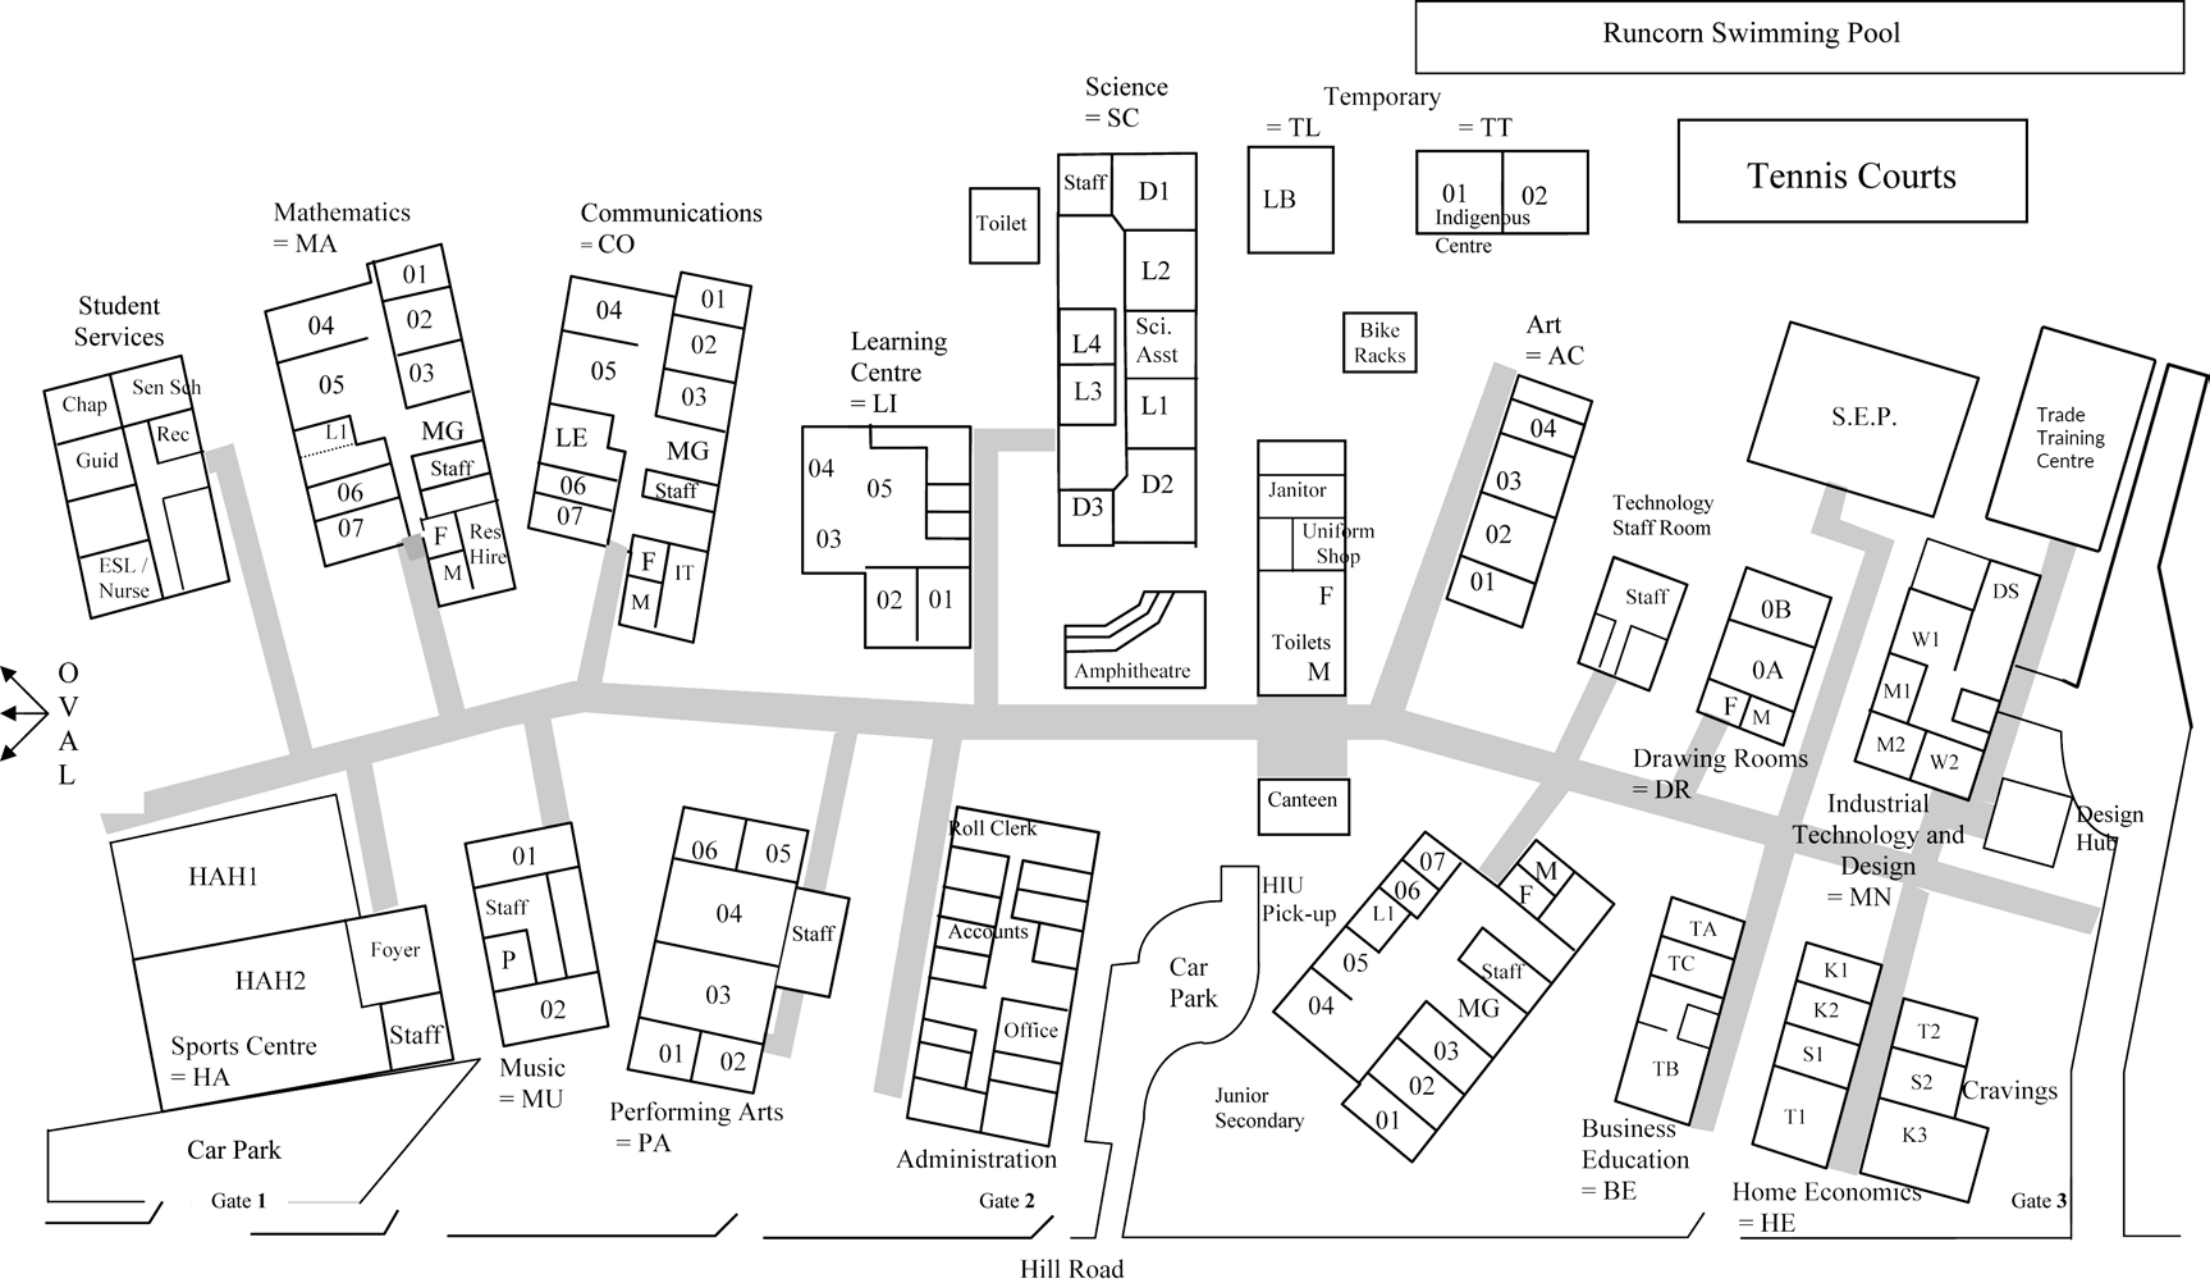 Runcorn Swimming Pool
Tennis Courts
Temporary
= TL
= TT
LB
01
02
Indigenous
Centre
Science
= SC
Staff
D1
L2
L4
Sci.
Asst
L3
L1
D2
D3
Toilet
Mathematics
= MA
01
02
03
04
05
L1
MG
Staff
06
07
F
M
Res
Hire
Communications
= CO
01
02
03
04
05
LE
MG
Staff
06
07
F
M
IT
Student
Services
Chap
Sen Sch
Rec
Guid
ESL /
Nurse
Learning
Centre
= LI
04
05
03
02
01
Bike
Racks
Art
= AC
04
03
02
01
S.E.P.
Trade
Training
Centre
Janitor
Uniform
Shop
F
Toilets
M
Amphitheatre
Technology
Staff Room
Staff
0B
0A
F
M
Drawing Rooms
= DR
DS
W1
M1
M2
W2
Industrial
Technology and
Design
= MN
Design
Hub
O
V
A
L
HAH1
HAH2
Foyer
Staff
Sports Centre
= HA
Car Park
Gate 1
01
Staff
P
02
Music
= MU
06
05
04
Staff
03
01
02
Performing Arts
= PA
Roll Clerk
Accounts
Office
Administration
Gate 2
Canteen
HIU
Pick-up
Car
Park
07
06
L1
05
04
M
F
Staff
MG
03
02
01
Junior
Secondary
TA
TC
TB
Business
Education
= BE
K1
K2
S1
T1
T2
S2
K3
Cravings
Home Economics
= HE
Gate 3
Hill Road